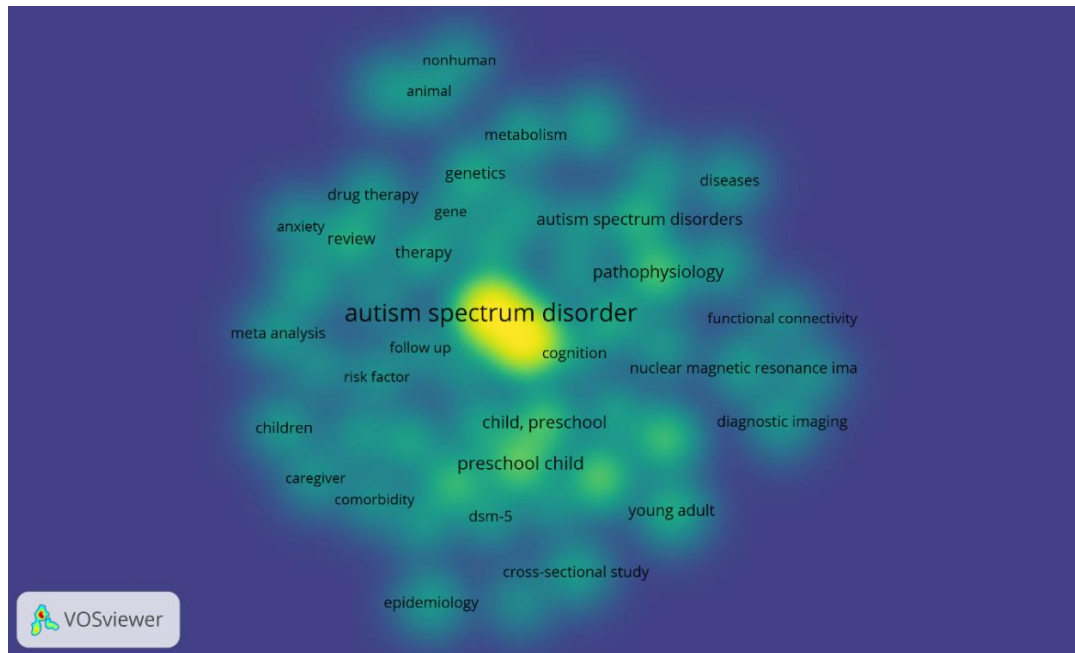 nonhuman
animal
metabolism
genetics
diseases
drug therapy
gene
autism spectrum disorders
anxiety
review
therapy
pathophysiology
autism spectrum disorder
functional connectivity
meta analysis
follow up
cognition
nuclear magnetic resonance ima
risk factor
child, preschool
diagnostic imaging
children
preschool child
caregiver
comorbidity
dsm-5
young adult
cross-sectional study
epidemiology
VOSviewer